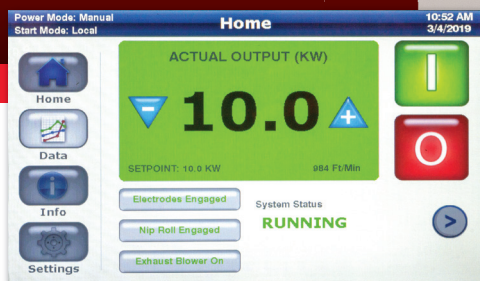 Power Mode: Manual
Start Mode: Local
Home
10:52 AM
3/4/2019
ACTUAL OUTPUT (KW)
10.0
SETPOINT: 10.0 KW
984 Ft/Min
Home
Data
Info
Settings
Electrodes Engaged
Nip Roll Engaged
Exhaust Blower On
System Status
RUNNING